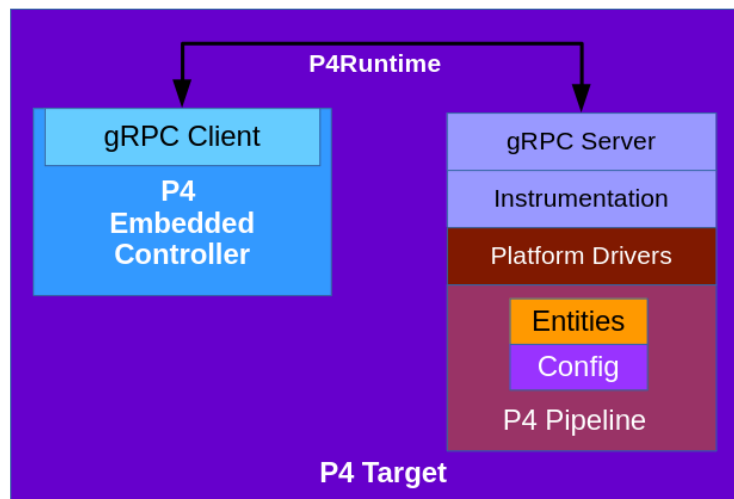 P4Runtime
gRPC Client
P4
Embedded
Controller
gRPC Server
Instrumentation
Platform Drivers
Entities
Config
P4 Pipeline
P4 Target